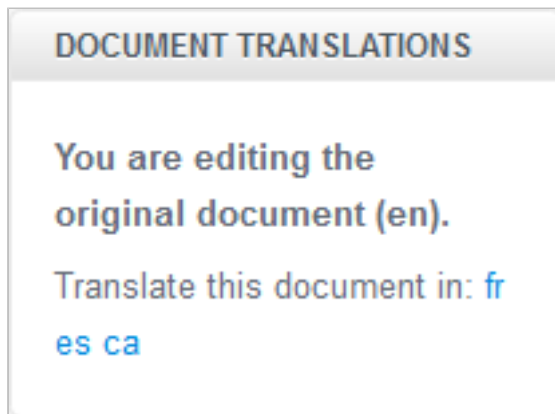 DOCUMENT TRANSLATIONS
You are editing the
original document (en).
Translate this document in: fr
es ca